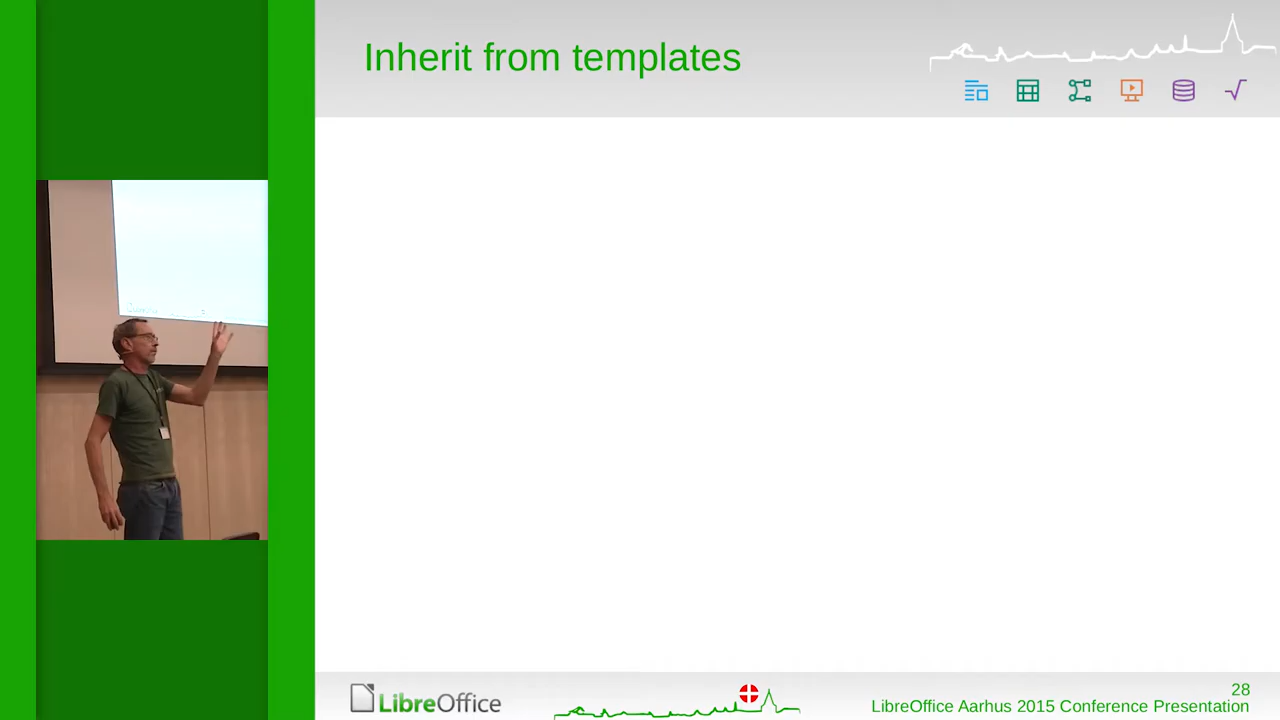 Inherit from templates
LibreOffice
28
LibreOffice Aarhus 2015 Conference Presentation